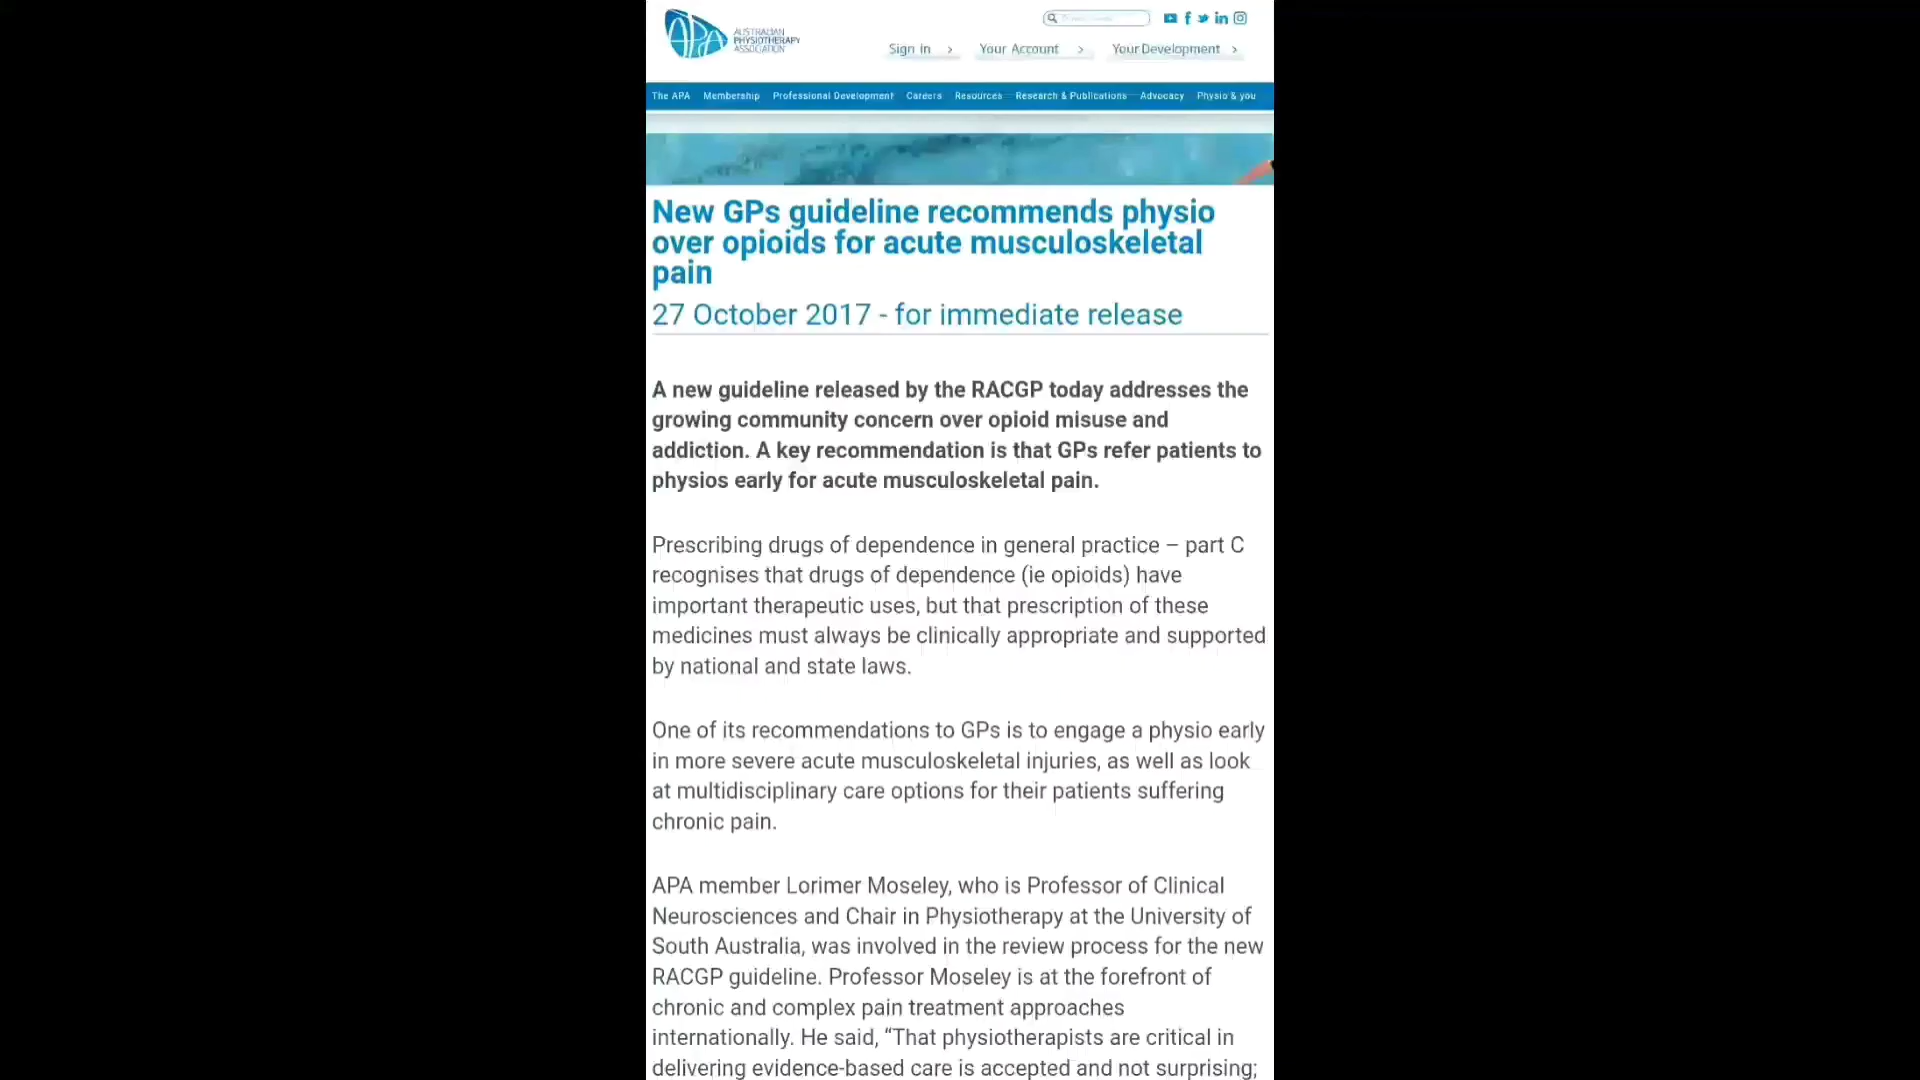 AUSTRALIAN
PHYSIOTHERAPY
ASSOCIATION
Sign in >
Your Account >
Your Development >
The APA Membership Professional Development Careers Resources Research & Publications Advocacy Physio & you
New GPs guideline recommends physio
over opioids for acute musculoskeletal
pain
27 October 2017 - for immediate release
A new guideline released by the RACGP today addresses the
growing community concern over opioid misuse and
addiction. A key recommendation is that GPs refer patients to
physios early for acute musculoskeletal pain.
Prescribing drugs of dependence in general practice – part C
recognises that drugs of dependence (ie opioids) have
important therapeutic uses, but that prescription of these
medicines must always be clinically appropriate and supported
by national and state laws.
One of its recommendations to GPs is to engage a physio early
in more severe acute musculoskeletal injuries, as well as look
at multidisciplinary care options for their patients suffering
chronic pain.
APA member Lorimer Moseley, who is Professor of Clinical
Neurosciences and Chair in Physiotherapy at the University of
South Australia, was involved in the review process for the new
RACGP guideline. Professor Moseley is at the forefront of
chronic and complex pain treatment approaches
internationally. He said, “That physiotherapists are critical in
delivering evidence-based care is accepted and not surprising;